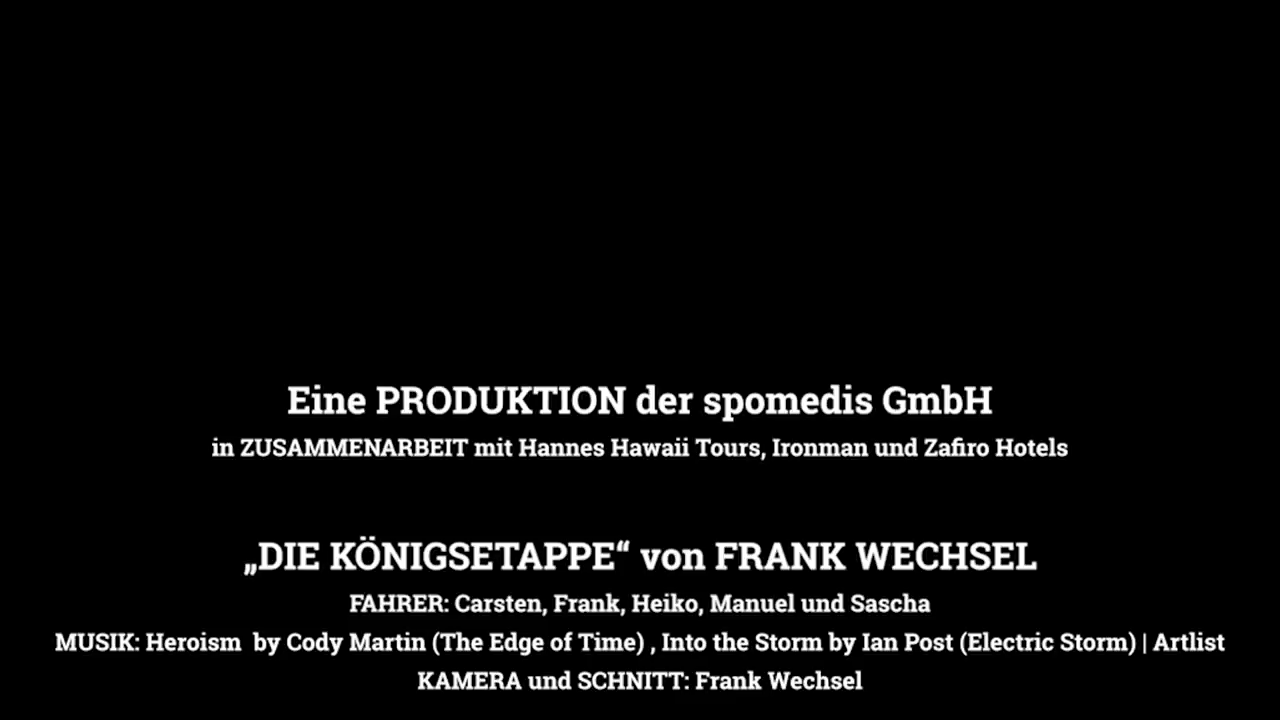 Eine PRODUKTION der spomedis GmbH
in ZUSAMMENARBEIT mit Hannes Hawaii Tours, Ironman und Zafiro Hotels
„DIE KÖNIGSETAPPE“ von FRANK WECHSEL
FAHRER: Carsten, Frank, Heiko, Manuel und Sascha
MUSIK: Heroism  by Cody Martin (The Edge of Time) , Into the Storm by Ian Post (Electric Storm) | Artlist
KAMERA und SCHNITT: Frank Wechsel